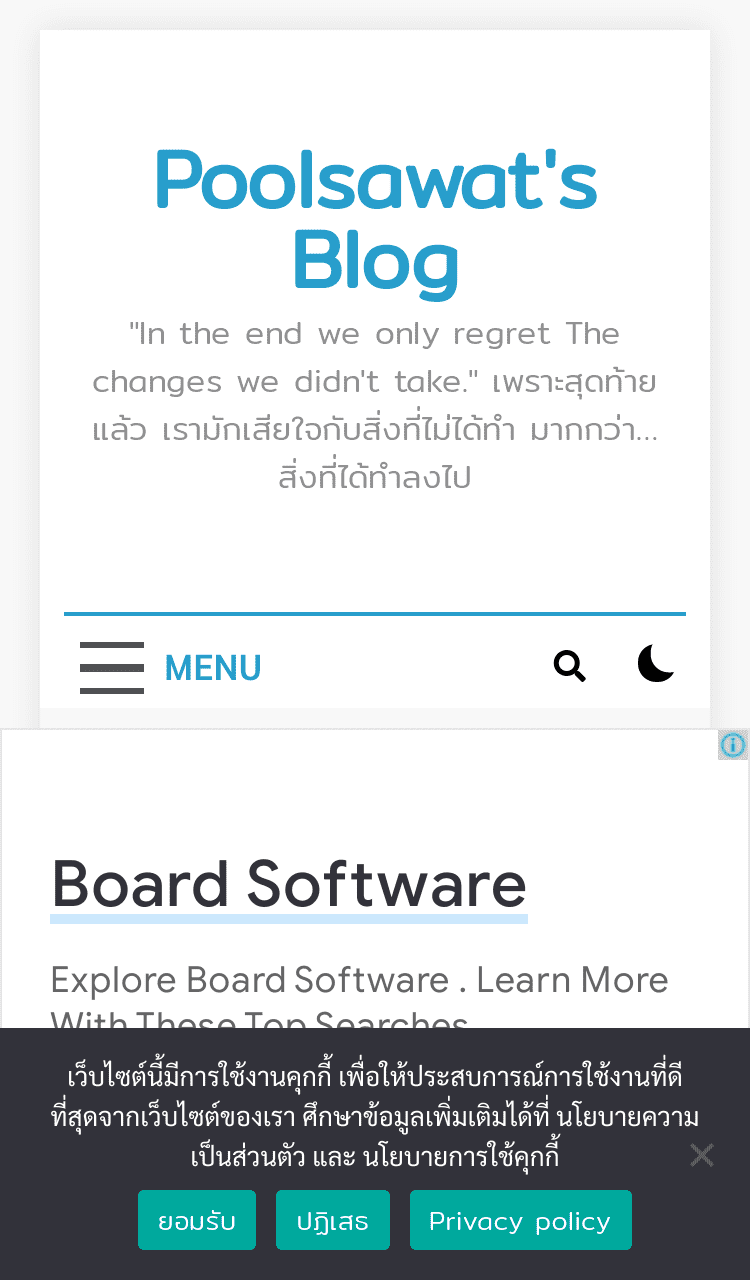 Poolsawat's
Blog
"In the end we only regret The
changes we didn't take." เพราะสุดท้าย
แล้ว เรามักเสียใจกับสิ่งที่ไม่ได้ทำ มากกว่า...
สิ่งที่ได้ทำลงไป
MENU
Board Software
Explore Board Software . Learn More
With These Top Searches
เว็บไซต์นี้มีการใช้งานคุกกี้ เพื่อให้ประสบการณ์การใช้งานที่ดี
ที่สุดจากเว็บไซต์ของเรา ศึกษาข้อมูลเพิ่มเติมได้ที่ นโยบายความ
เป็นส่วนตัว และ นโยบายการใช้คุกกี้
ยอมรับ ปฏิเสธ Privacy policy